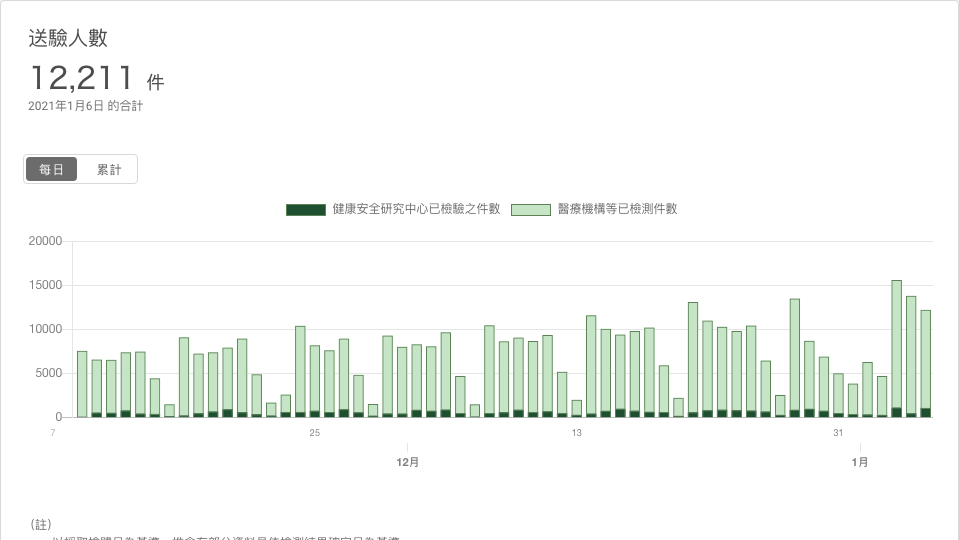 送驗人數
12,211 件
2021年1月6日 的合計
每日 累計
健康安全研究中心已檢驗之件數 醫療機構等已檢測件數
20000
15000
10000
5000
0
7 25 13 31
12月 1月
（註）